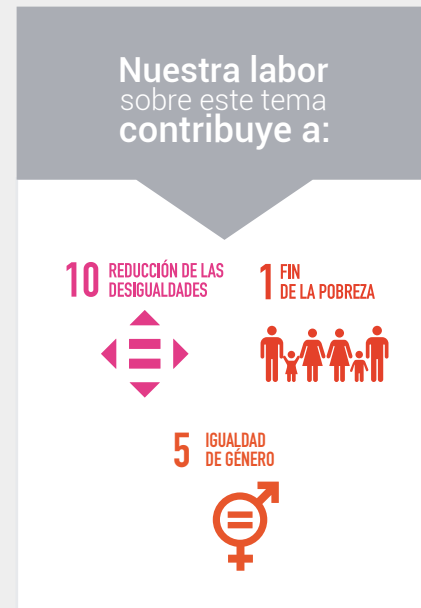 Nuestra labor
sobre este tema
contribuye a:
10 REDUCCIÓN DE LAS
DESIGUALDADES
1 FIN
DE LA POBREZA
5 IGUALDAD
DE GÉNERO